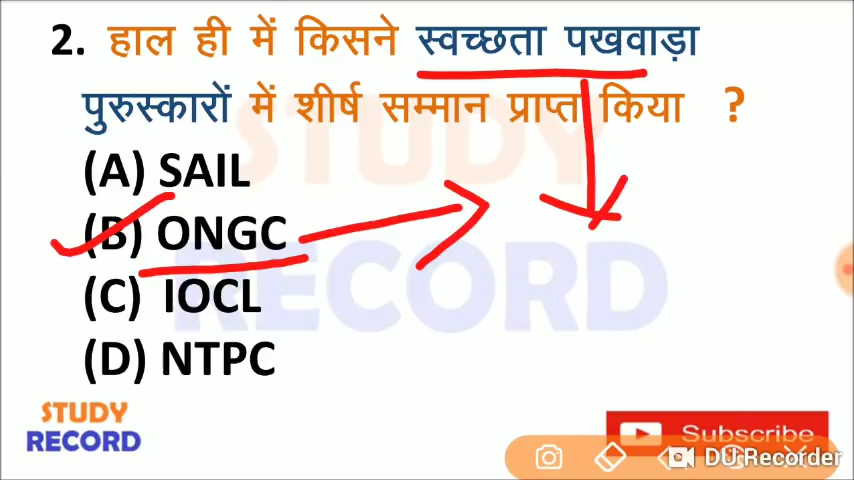 2. हाल ही में किसने स्वच्छता पखवाड़ा
पुरुस्कारों में शीर्ष सम्मान प्राप्त किया ?
(A) SAIL
(B) ONGC
(C) IOCL
(D) NTPC
STUDY
RECORD
STUDY
RECORD
Subscribe
DU Recorder